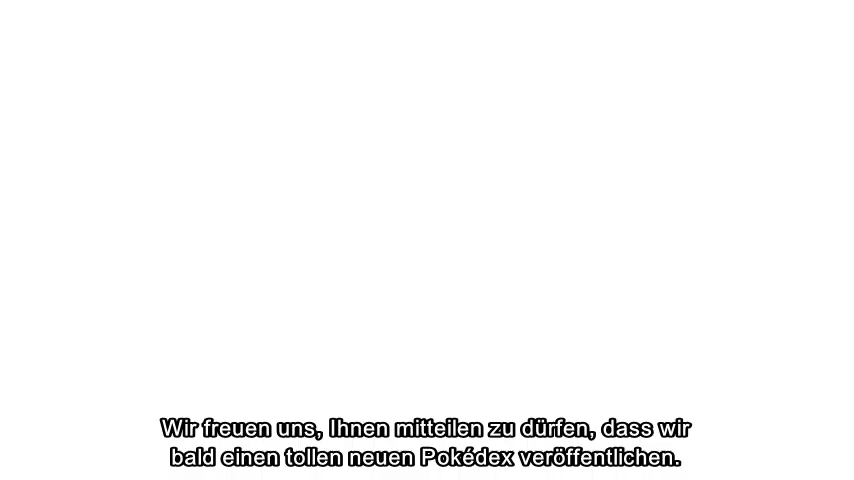 Wir freuen uns, Ihnen mitteilen zu dürfen, dass wir
bald einen tollen neuen Pokédex veröffentlichen.